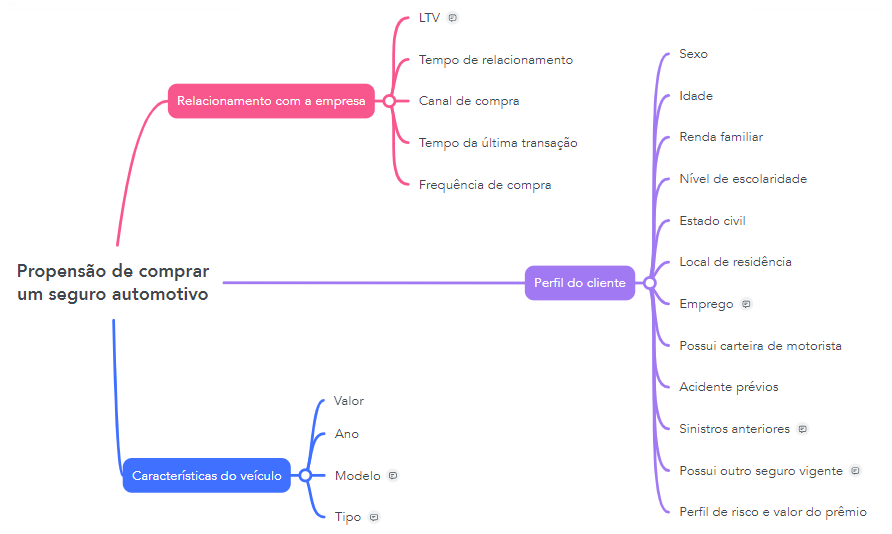 Propensão de comprar
um seguro automotivo
Relacionamento com a empresa
LTV
Tempo de relacionamento
Canal de compra
Tempo da última transação
Frequência de compra
Perfil do cliente
Sexo
Idade
Renda familiar
Nível de escolaridade
Estado civil
Local de residência
Emprego
Possui carteira de motorista
Acidente prévios
Sinistros anteriores
Possui outro seguro vigente
Perfil de risco e valor do prêmio
Características do veículo
Valor
Ano
Modelo
Tipo